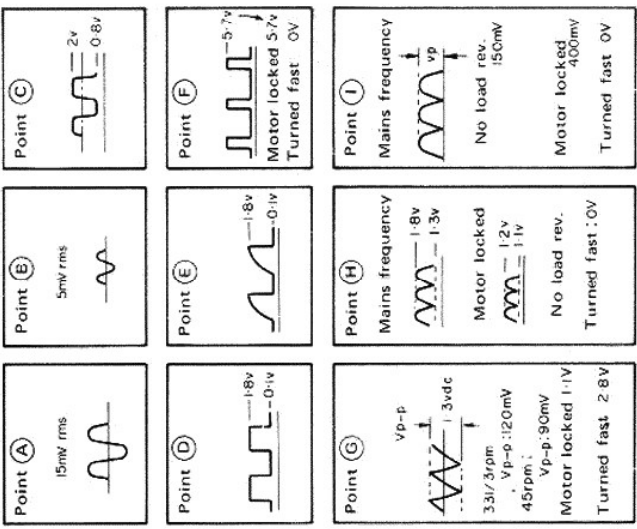 Point A
15mV rms
Point B
5mV rms
Point C
2v
0·8v
Point D
1·8v
0·1v
Point E
1·8v
0·1v
Point F
5·7v
Motor locked 5·7v
Turned fast 0V
Point G
Vp-p
1·3vdc
33 1/3rpm
Vp-p :120mV
45rpm :
Vp-p: 90mV
Motor locked 1·1V
Turned fast 2·8V
Point H
Mains frequency
1·8v
1·3v
Motor locked
1·2v
1·1v
No load rev.
Turned fast : 0V
Point I
Mains frequency
vp
No load rev.
150mV
Motor locked
400mV
Turned fast 0V